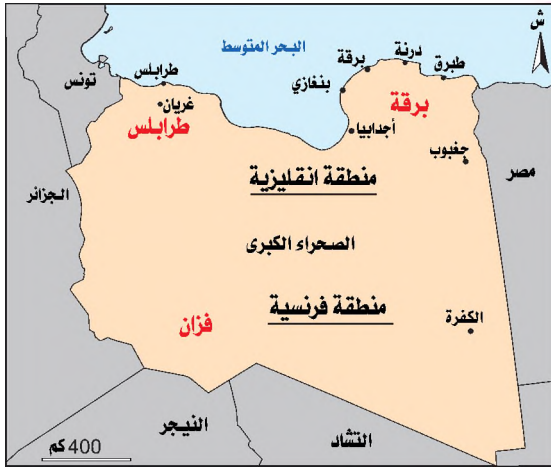 ش
البحر المتوسط
تونس
طرابلس
غريان
طرابلس
بنغازي
برقة
درنة
طبرق
برقة
أجدابيا
جغبوب
مصر
الجزائر
منطقة انقليزية
الصحراء الكبرى
منطقة فرنسية
فزان
الكفرة
النيجر
التشاد
400 كم